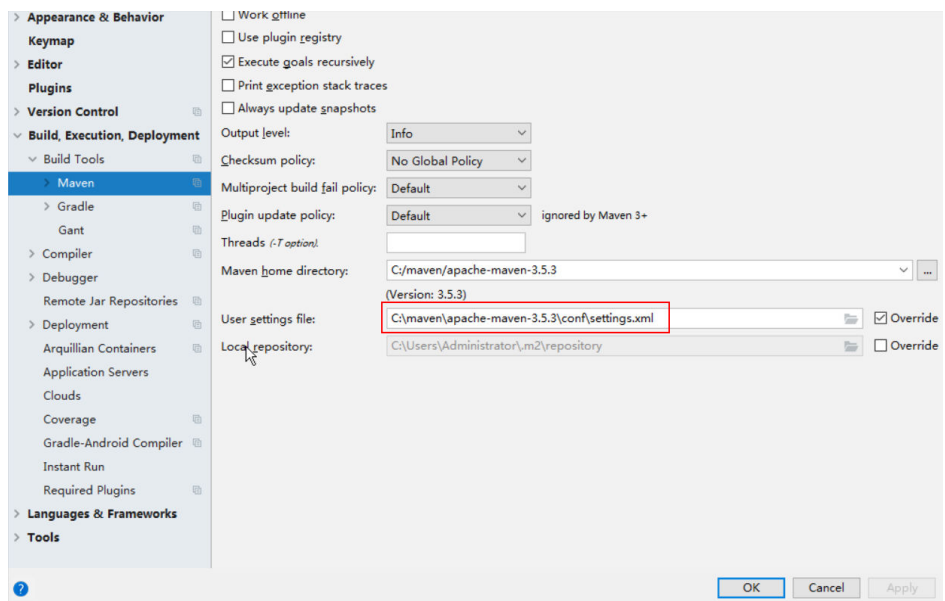 Appearance & Behavior
Keymap
Editor
Plugins
Version Control
Build, Execution, Deployment
Build Tools
Maven
Gradle
Gant
Compiler
Debugger
Remote Jar Repositories
Deployment
Arquillian Containers
Application Servers
Clouds
Coverage
Gradle-Android Compiler
Instant Run
Required Plugins
Languages & Frameworks
Tools
Work offline
Use plugin registry
Execute goals recursively
Print exception stack traces
Always update snapshots
Output level: Info
Checksum policy: No Global Policy
Multiproject build fail policy: Default
Plugin update policy: Default ignored by Maven 3+
Threads (-T option).
Maven home directory: C:/maven/apache-maven-3.5.3 ...
(Version: 3.5.3)
User settings file: C:\maven\apache-maven-3.5.3\conf\settings.xml Override
Local repository: C:\Users\Administrator\.m2\repository Override
? OK Cancel Apply